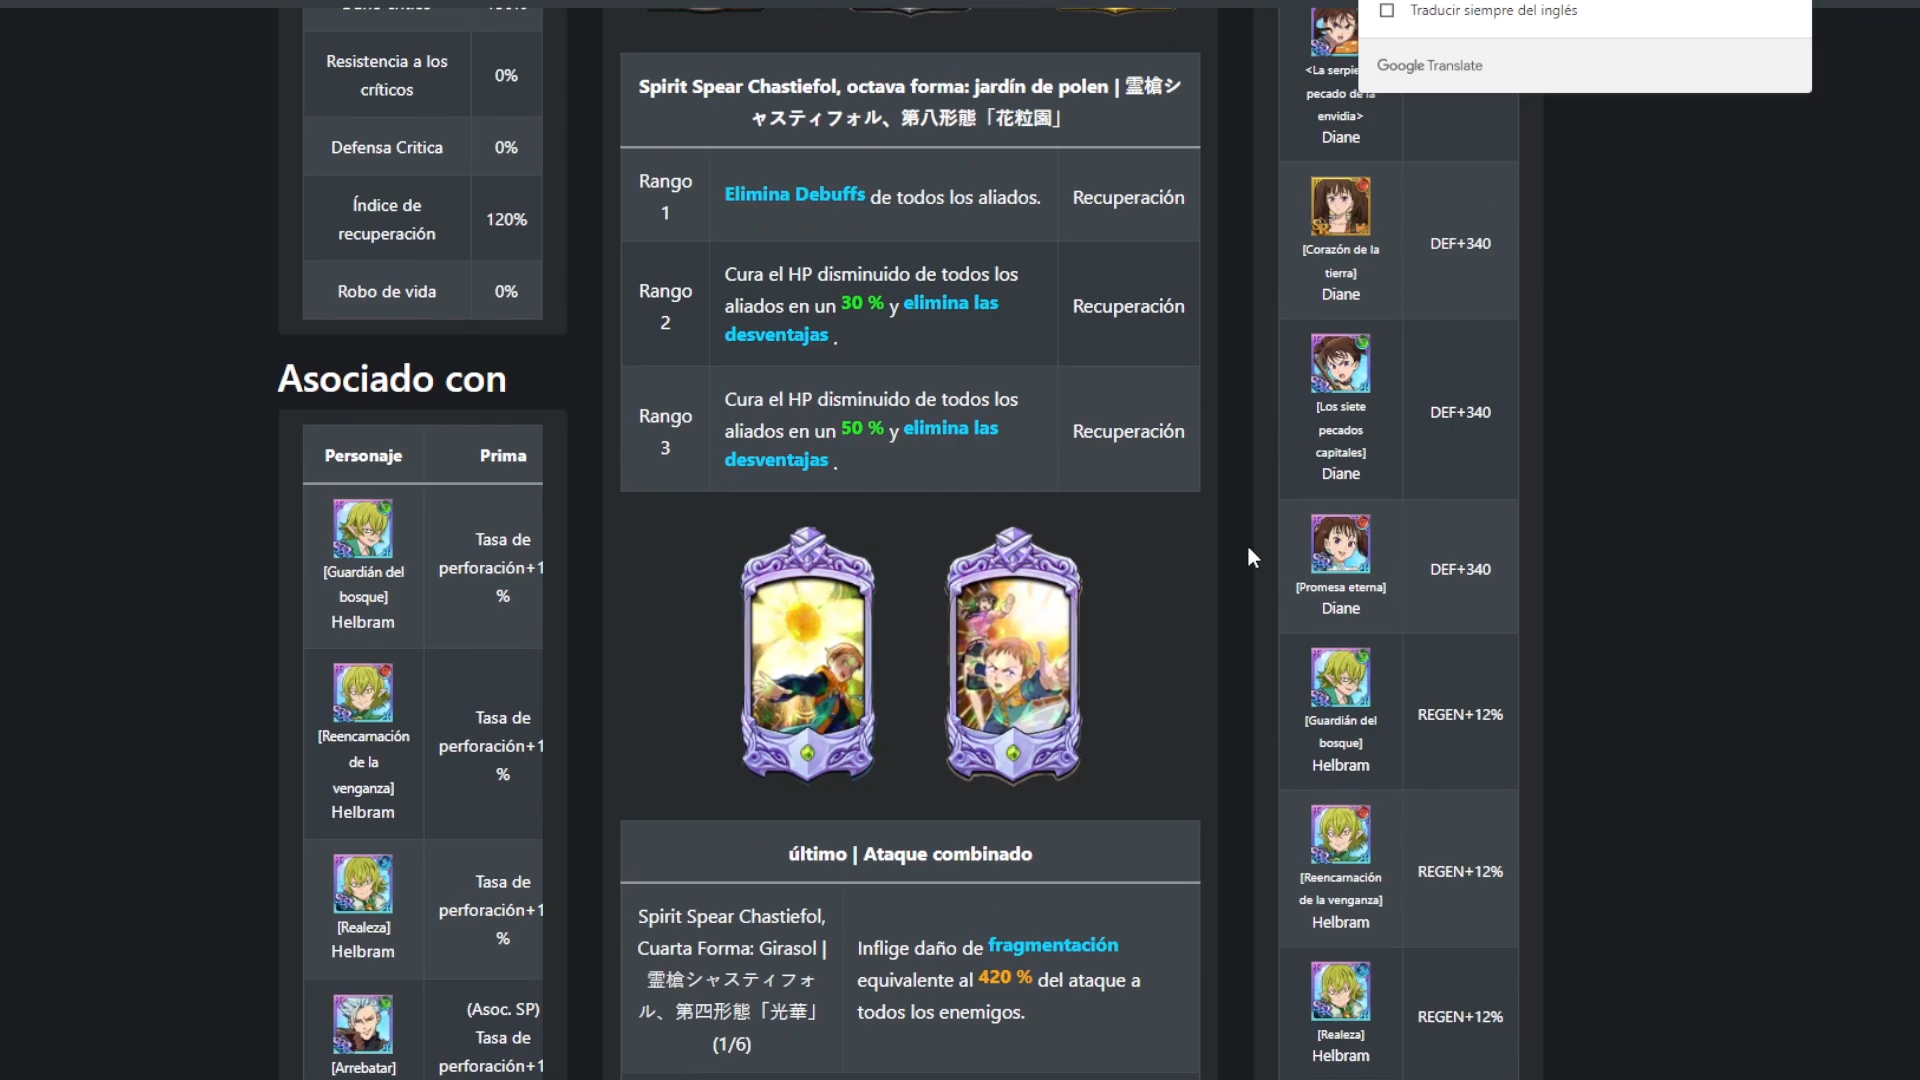 Resistencia a los
críticos
0%
Defensa Critica
0%
Índice de
recuperación
120%
Robo de vida
0%
Asociado con
Personaje
Prima
[Guardián del
bosque]
Helbram
Tasa de
perforación+1
%
[Reencarnación
de la
venganza]
Helbram
Tasa de
perforación+1
%
[Realeza]
Helbram
Tasa de
perforación+1
%
[Arrebatar]
(Asoc. SP)
Tasa de
perforación+1
Spirit Spear Chastiefol, octava forma: jardín de polen | 霊槍シ
ャスティフォル、第八形態「花粒園」
Rango
1
Elimina Debuffs de todos los aliados.
Recuperación
Rango
2
Cura el HP disminuido de todos los
aliados en un 30 % y elimina las
desventajas .
Recuperación
Rango
3
Cura el HP disminuido de todos los
aliados en un 50 % y elimina las
desventajas .
Recuperación
último | Ataque combinado
Spirit Spear Chastiefol,
Cuarta Forma: Girasol |
霊槍シャスティフォ
ル、第四形態「光華」
(1/6)
Inflige daño de fragmentación
equivalente al 420 % del ataque a
todos los enemigos.
Traducir siempre del inglés
Google Translate
<La serpie
pecado de la
envidia>
Diane
[Corazón de la
tierra]
Diane
DEF+340
[Los siete
pecados
capitales]
Diane
DEF+340
[Promesa eterna]
Diane
DEF+340
[Guardián del
bosque]
Helbram
REGEN+12%
[Reencarnación
de la venganza]
Helbram
REGEN+12%
[Realeza]
Helbram
REGEN+12%